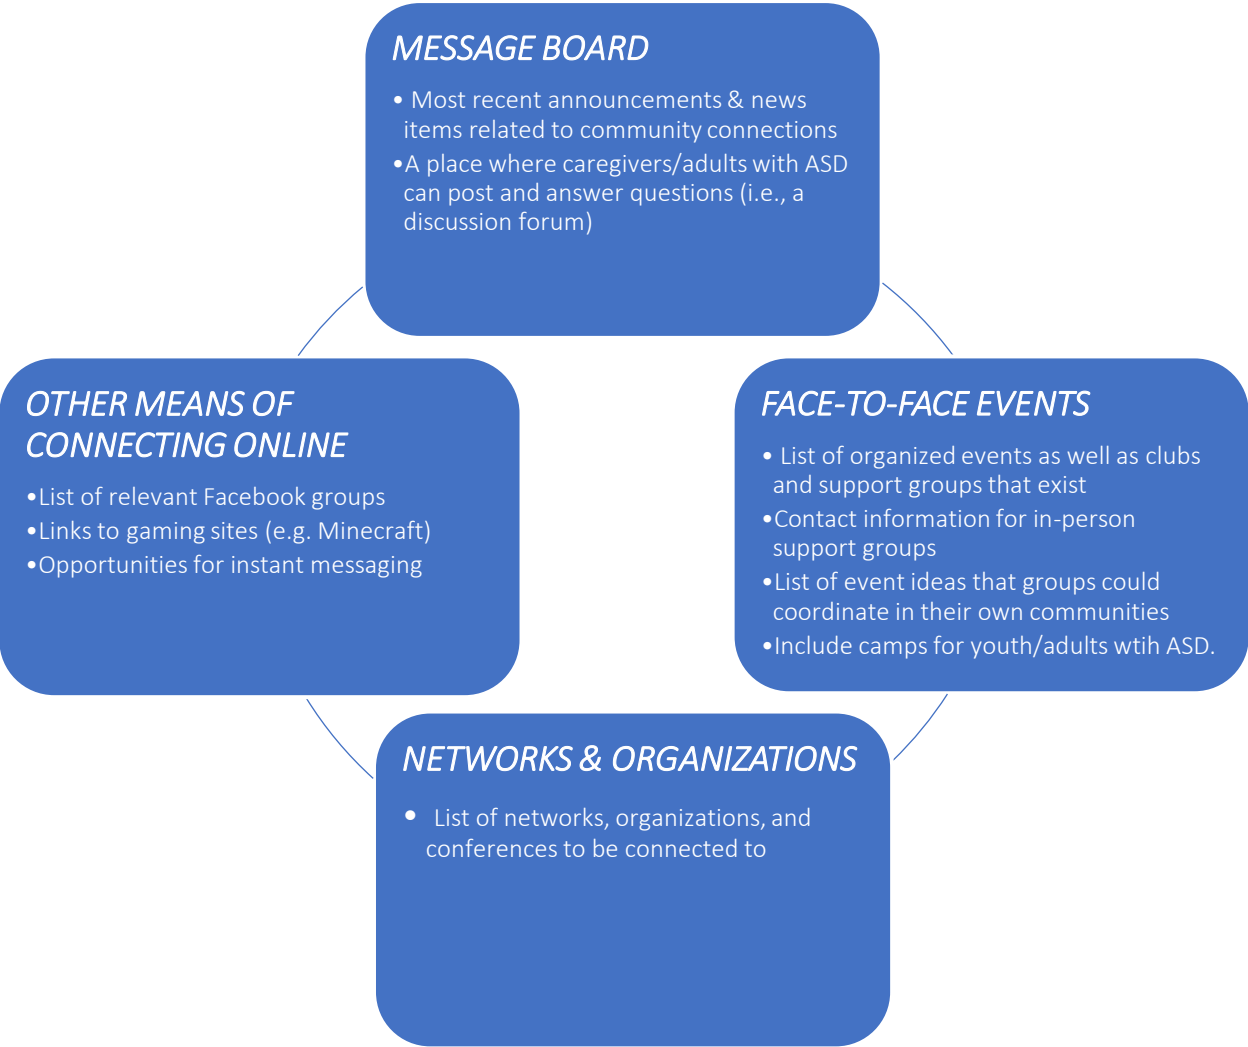 MESSAGE BOARD
• Most recent announcements & news
items related to community connections
•A place where caregivers/adults with ASD
can post and answer questions (i.e., a
discussion forum)
OTHER MEANS OF
CONNECTING ONLINE
•List of relevant Facebook groups
•Links to gaming sites (e.g. Minecraft)
•Opportunities for instant messaging
FACE-TO-FACE EVENTS
• List of organized events as well as clubs
and support groups that exist
•Contact information for in-person
support groups
•List of event ideas that groups could
coordinate in their own communities
•Include camps for youth/adults wtih ASD.
NETWORKS & ORGANIZATIONS
• List of networks, organizations, and
conferences to be connected to